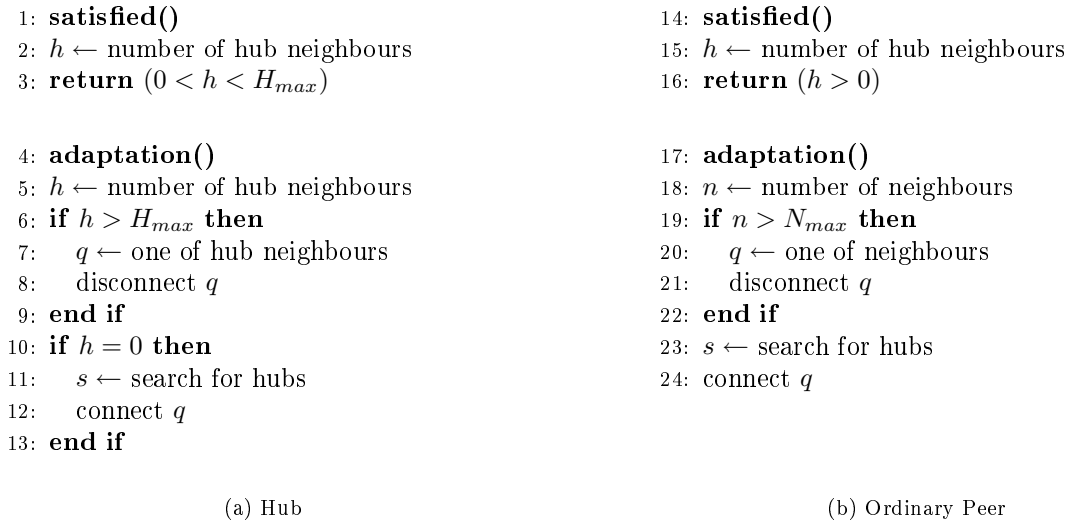 1: satisfied()
2: h ← number of hub neighbours
3: return (0 < h < H_max)
4: adaptation()
5: h ← number of hub neighbours
6: if h > H_max then
7: q ← one of hub neighbours
8: disconnect q
9: end if
10: if h = 0 then
11: s ← search for hubs
12: connect q
13: end if
(a) Hub
14: satisfied()
15: h ← number of hub neighbours
16: return (h > 0)
17: adaptation()
18: n ← number of neighbours
19: if n > N_max then
20: q ← one of neighbours
21: disconnect q
22: end if
23: s ← search for hubs
24: connect q
(b) Ordinary Peer